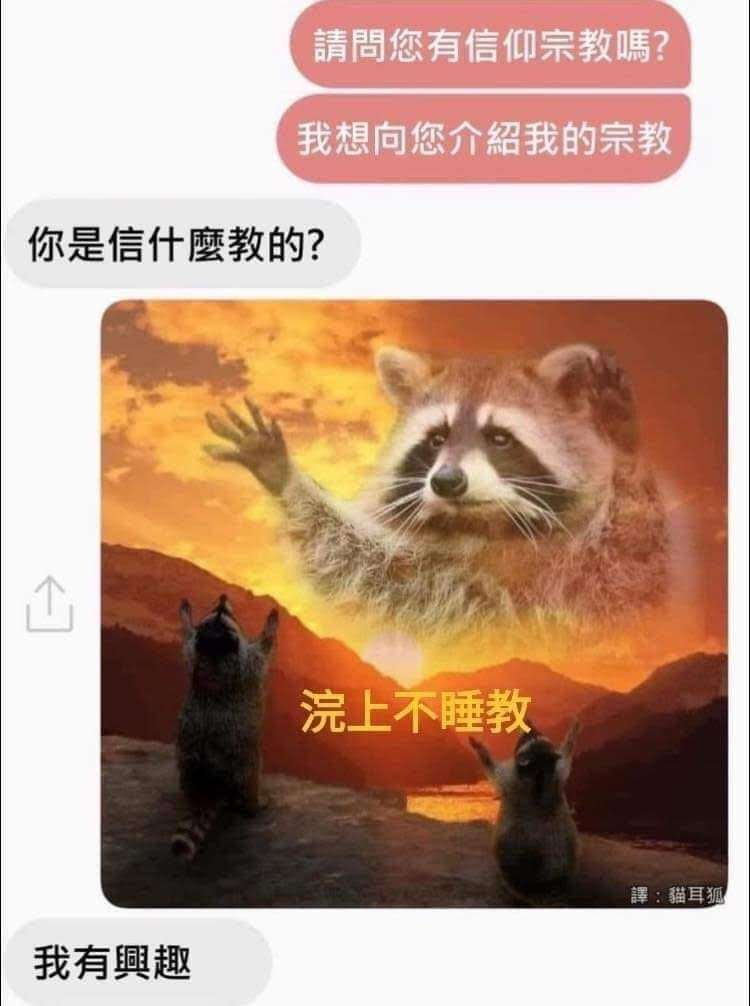 請問您有信仰宗教嗎?
我想向您介紹我的宗教
你是信什麼教的?
浣上不睡教
譯：貓耳狐
我有興趣